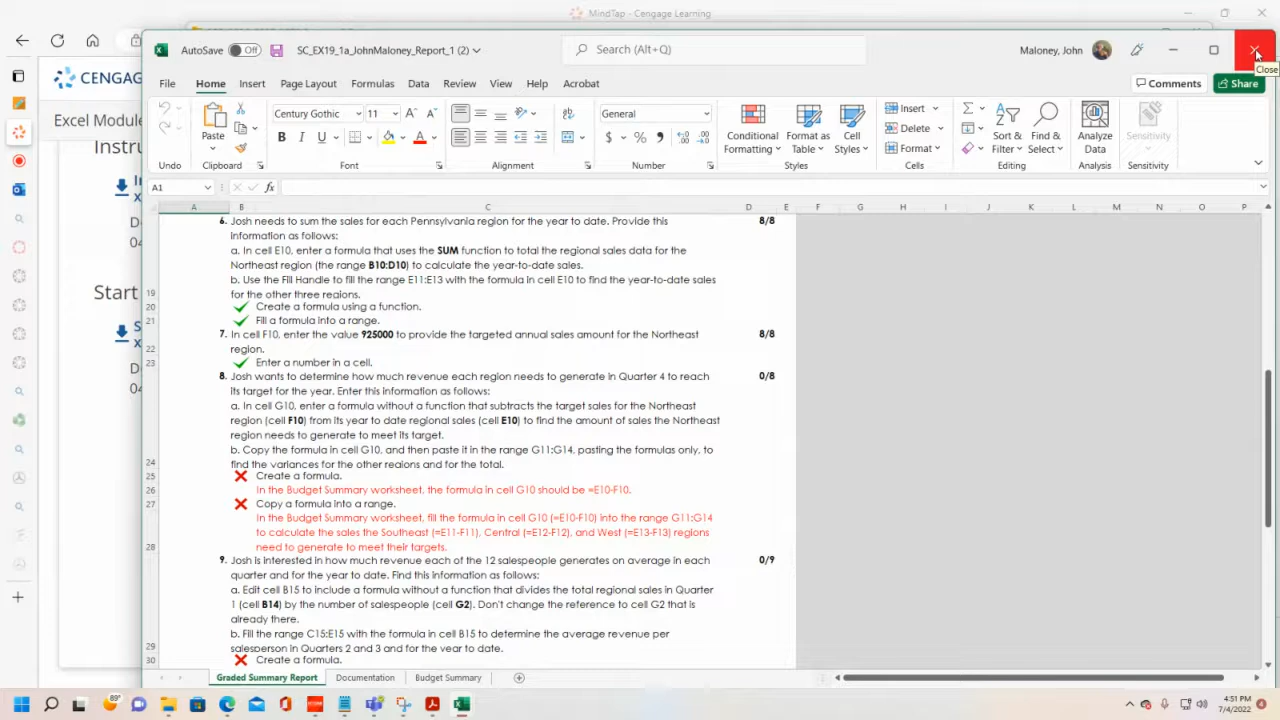 MindTap - Cengage Learning
AutoSave Off SC_EX19_1a_JohnMaloney_Report_1 (2)
Search (Alt+Q)
Maloney, John
Close
CENGAG
File Home Insert Page Layout Formulas Data Review View Help Acrobat
Comments Share
Excel Module
Instru
Undo
Paste
Clipboard
Century Gothic 11
B I U
Font
Alignment
General
$ %
Number
Conditional Formatting
Format as Table
Cell Styles
Styles
Insert
Delete
Format
Cells
Sort & Filter
Find & Select
Editing
Analyze Data
Analysis
Sensitivity
Sensitivity
A1 fx
A B C D E F G H I J K L M N O P
6. Josh needs to sum the sales for each Pennsylvania region for the year to date. Provide this 8/8
information as follows:
a. In cell E10, enter a formula that uses the SUM function to total the regional sales data for the
Northeast region (the range B10:D10) to calculate the year-to-date sales.
b. Use the Fill Handle to fill the range E11:E13 with the formula in cell E10 to find the year-to-date sales
19 for the other three regions.
20 Create a formula using a function.
21 Fill a formula into a range.
7. In cell F10, enter the value 925000 to provide the targeted annual sales amount for the Northeast 8/8
22 region.
23 Enter a number in a cell.
8. Josh wants to determine how much revenue each region needs to generate in Quarter 4 to reach 0/8
its target for the year. Enter this information as follows:
a. In cell G10, enter a formula without a function that subtracts the target sales for the Northeast
region (cell F10) from its year to date regional sales (cell E10) to find the amount of sales the Northeast
region needs to generate to meet its target.
b. Copy the formula in cell G10, and then paste it in the range G11:G14, pasting the formulas only, to
24 find the variances for the other regions and for the total.
25 Create a formula.
26 In the Budget Summary worksheet, the formula in cell G10 should be =E10-F10.
27 Copy a formula into a range.
In the Budget Summary worksheet, fill the formula in cell G10 (=E10-F10) into the range G11:G14
to calculate the sales the Southeast (=E11-F11), Central (=E12-F12), and West (=E13-F13) regions
28 need to generate to meet their targets.
9. Josh is interested in how much revenue each of the 12 salespeople generates on average in each 0/9
quarter and for the year to date. Find this information as follows:
a. Edit cell B15 to include a formula without a function that divides the total regional sales in Quarter
1 (cell B14) by the number of salespeople (cell G2). Don't change the reference to cell G2 that is
already there.
b. Fill the range C15:E15 with the formula in cell B15 to determine the average revenue per
29 salesperson in Quarters 2 and 3 and for the year to date.
30 Create a formula.
Start
Graded Summary Report Documentation Budget Summary
89°
4:51 PM
7/4/2022